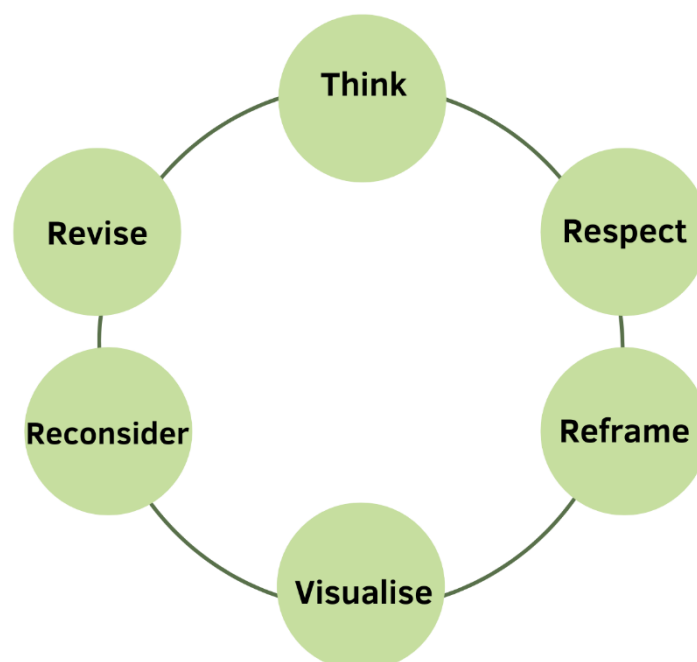 Think
Respect
Reframe
Visualise
Reconsider
Revise